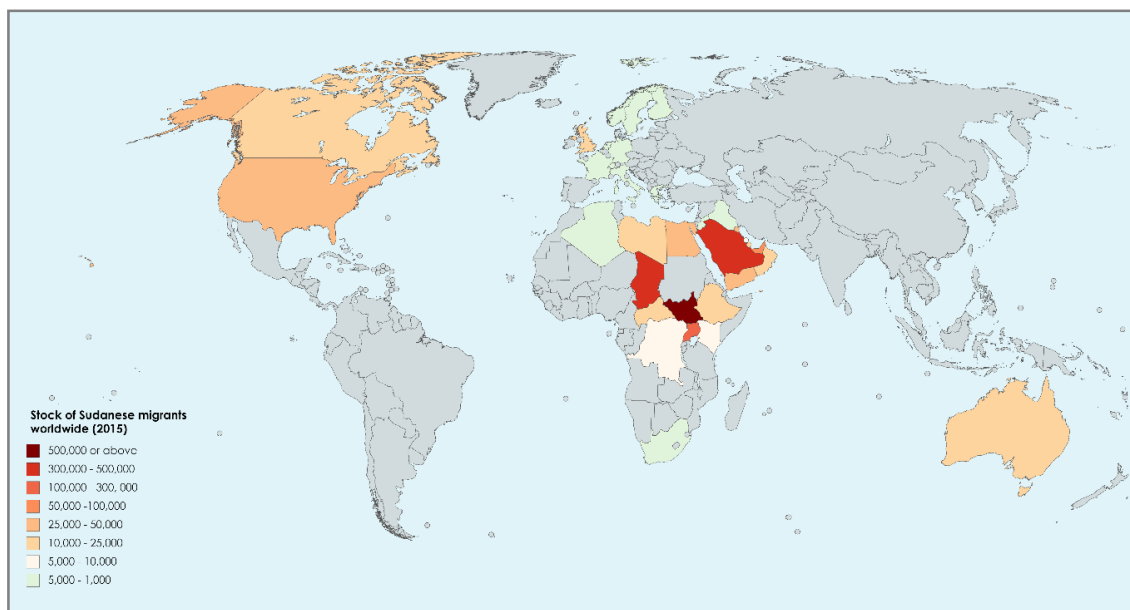 Stock of Sudanese migrants
worldwide (2015)
500,000 or above
300,000 - 500,000
100,000 - 300, 000
50,000 -100,000
25,000 - 50,000
10,000 - 25,000
5,000 - 10,000
5,000 - 1,000